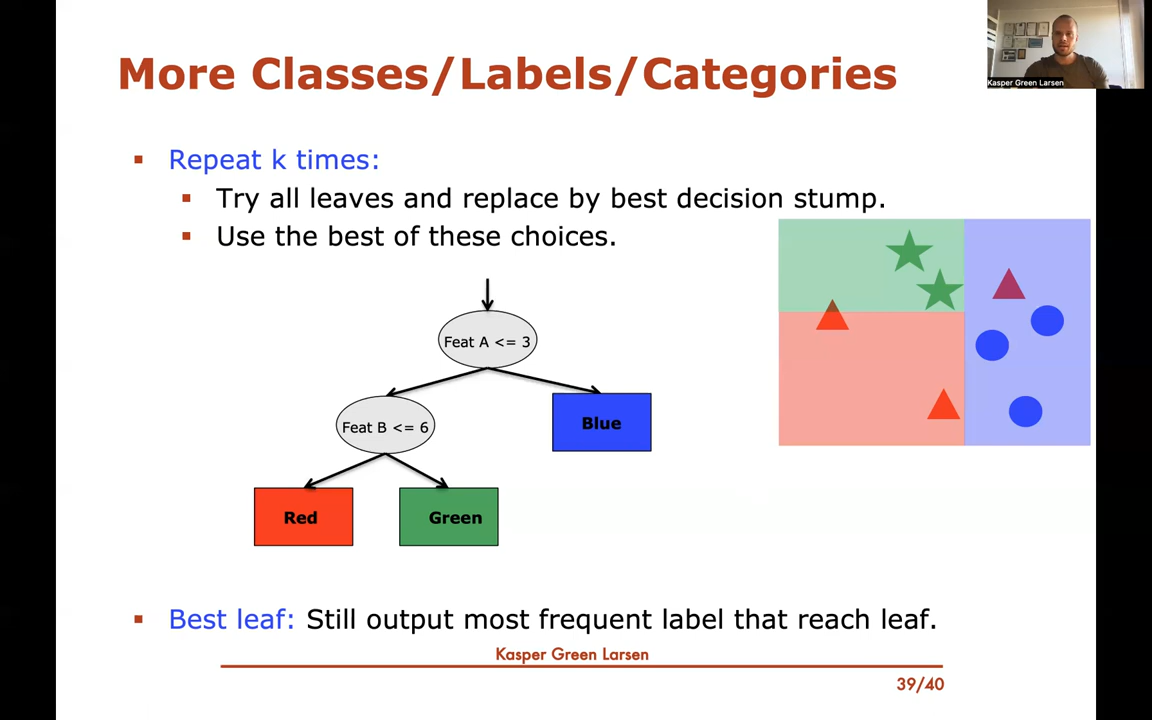 More Classes/Labels/Categories
Kasper Green Larsen
Repeat k times:
Try all leaves and replace by best decision stump.
Use the best of these choices.
Feat A <= 3
Feat B <= 6
Blue
Red
Green
Best leaf: Still output most frequent label that reach leaf.
Kasper Green Larsen
39/40